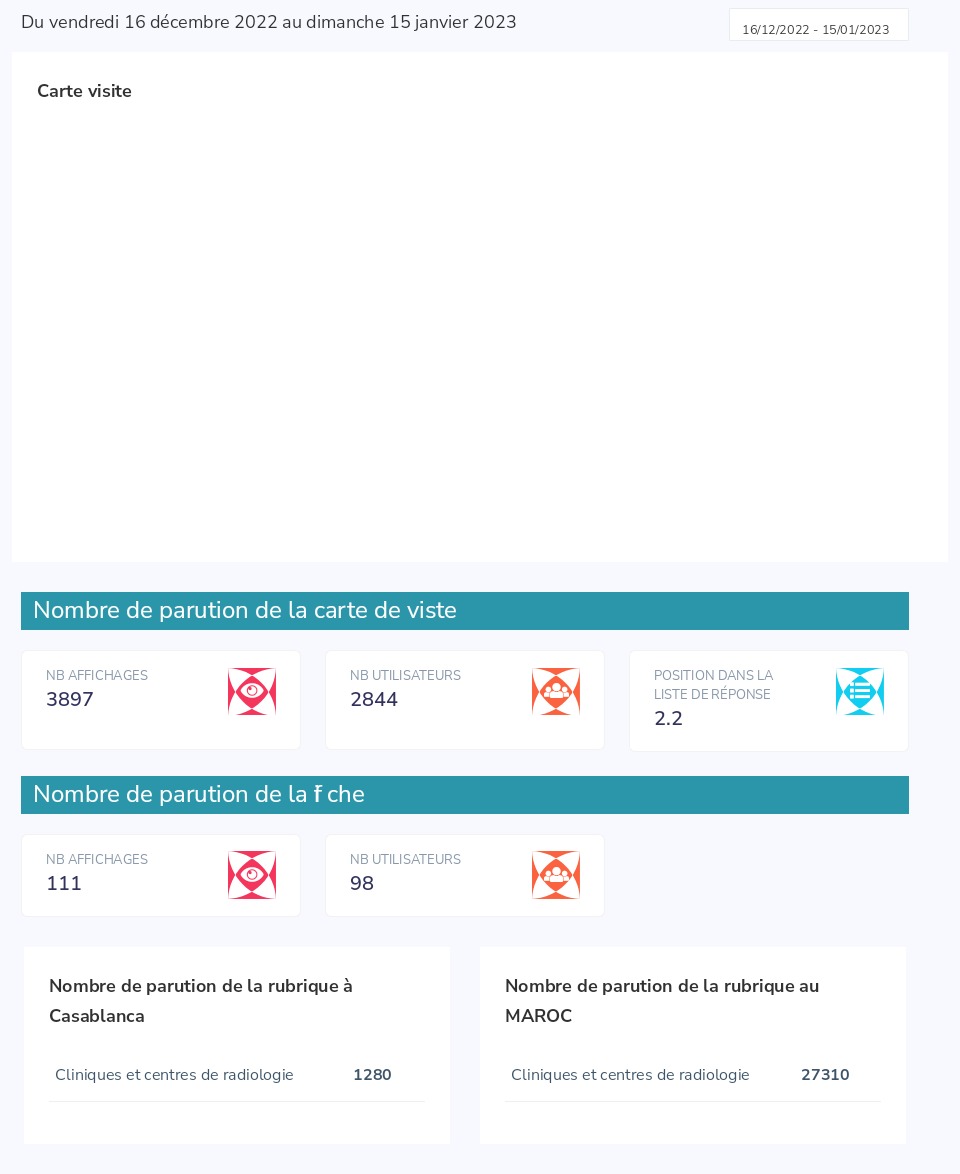 Du vendredi 16 décembre 2022 au dimanche 15 janvier 2023
16/12/2022 - 15/01/2023
Carte visite
Nombre de parution de la carte de viste
NB AFFICHAGES
3897
NB UTILISATEURS
2844
POSITION DANS LA
LISTE DE RÉPONSE
2.2
Nombre de parution de la f che
NB AFFICHAGES
111
NB UTILISATEURS
98
Nombre de parution de la rubrique à
Casablanca
Cliniques et centres de radiologie 1280
Nombre de parution de la rubrique au
MAROC
Cliniques et centres de radiologie 27310